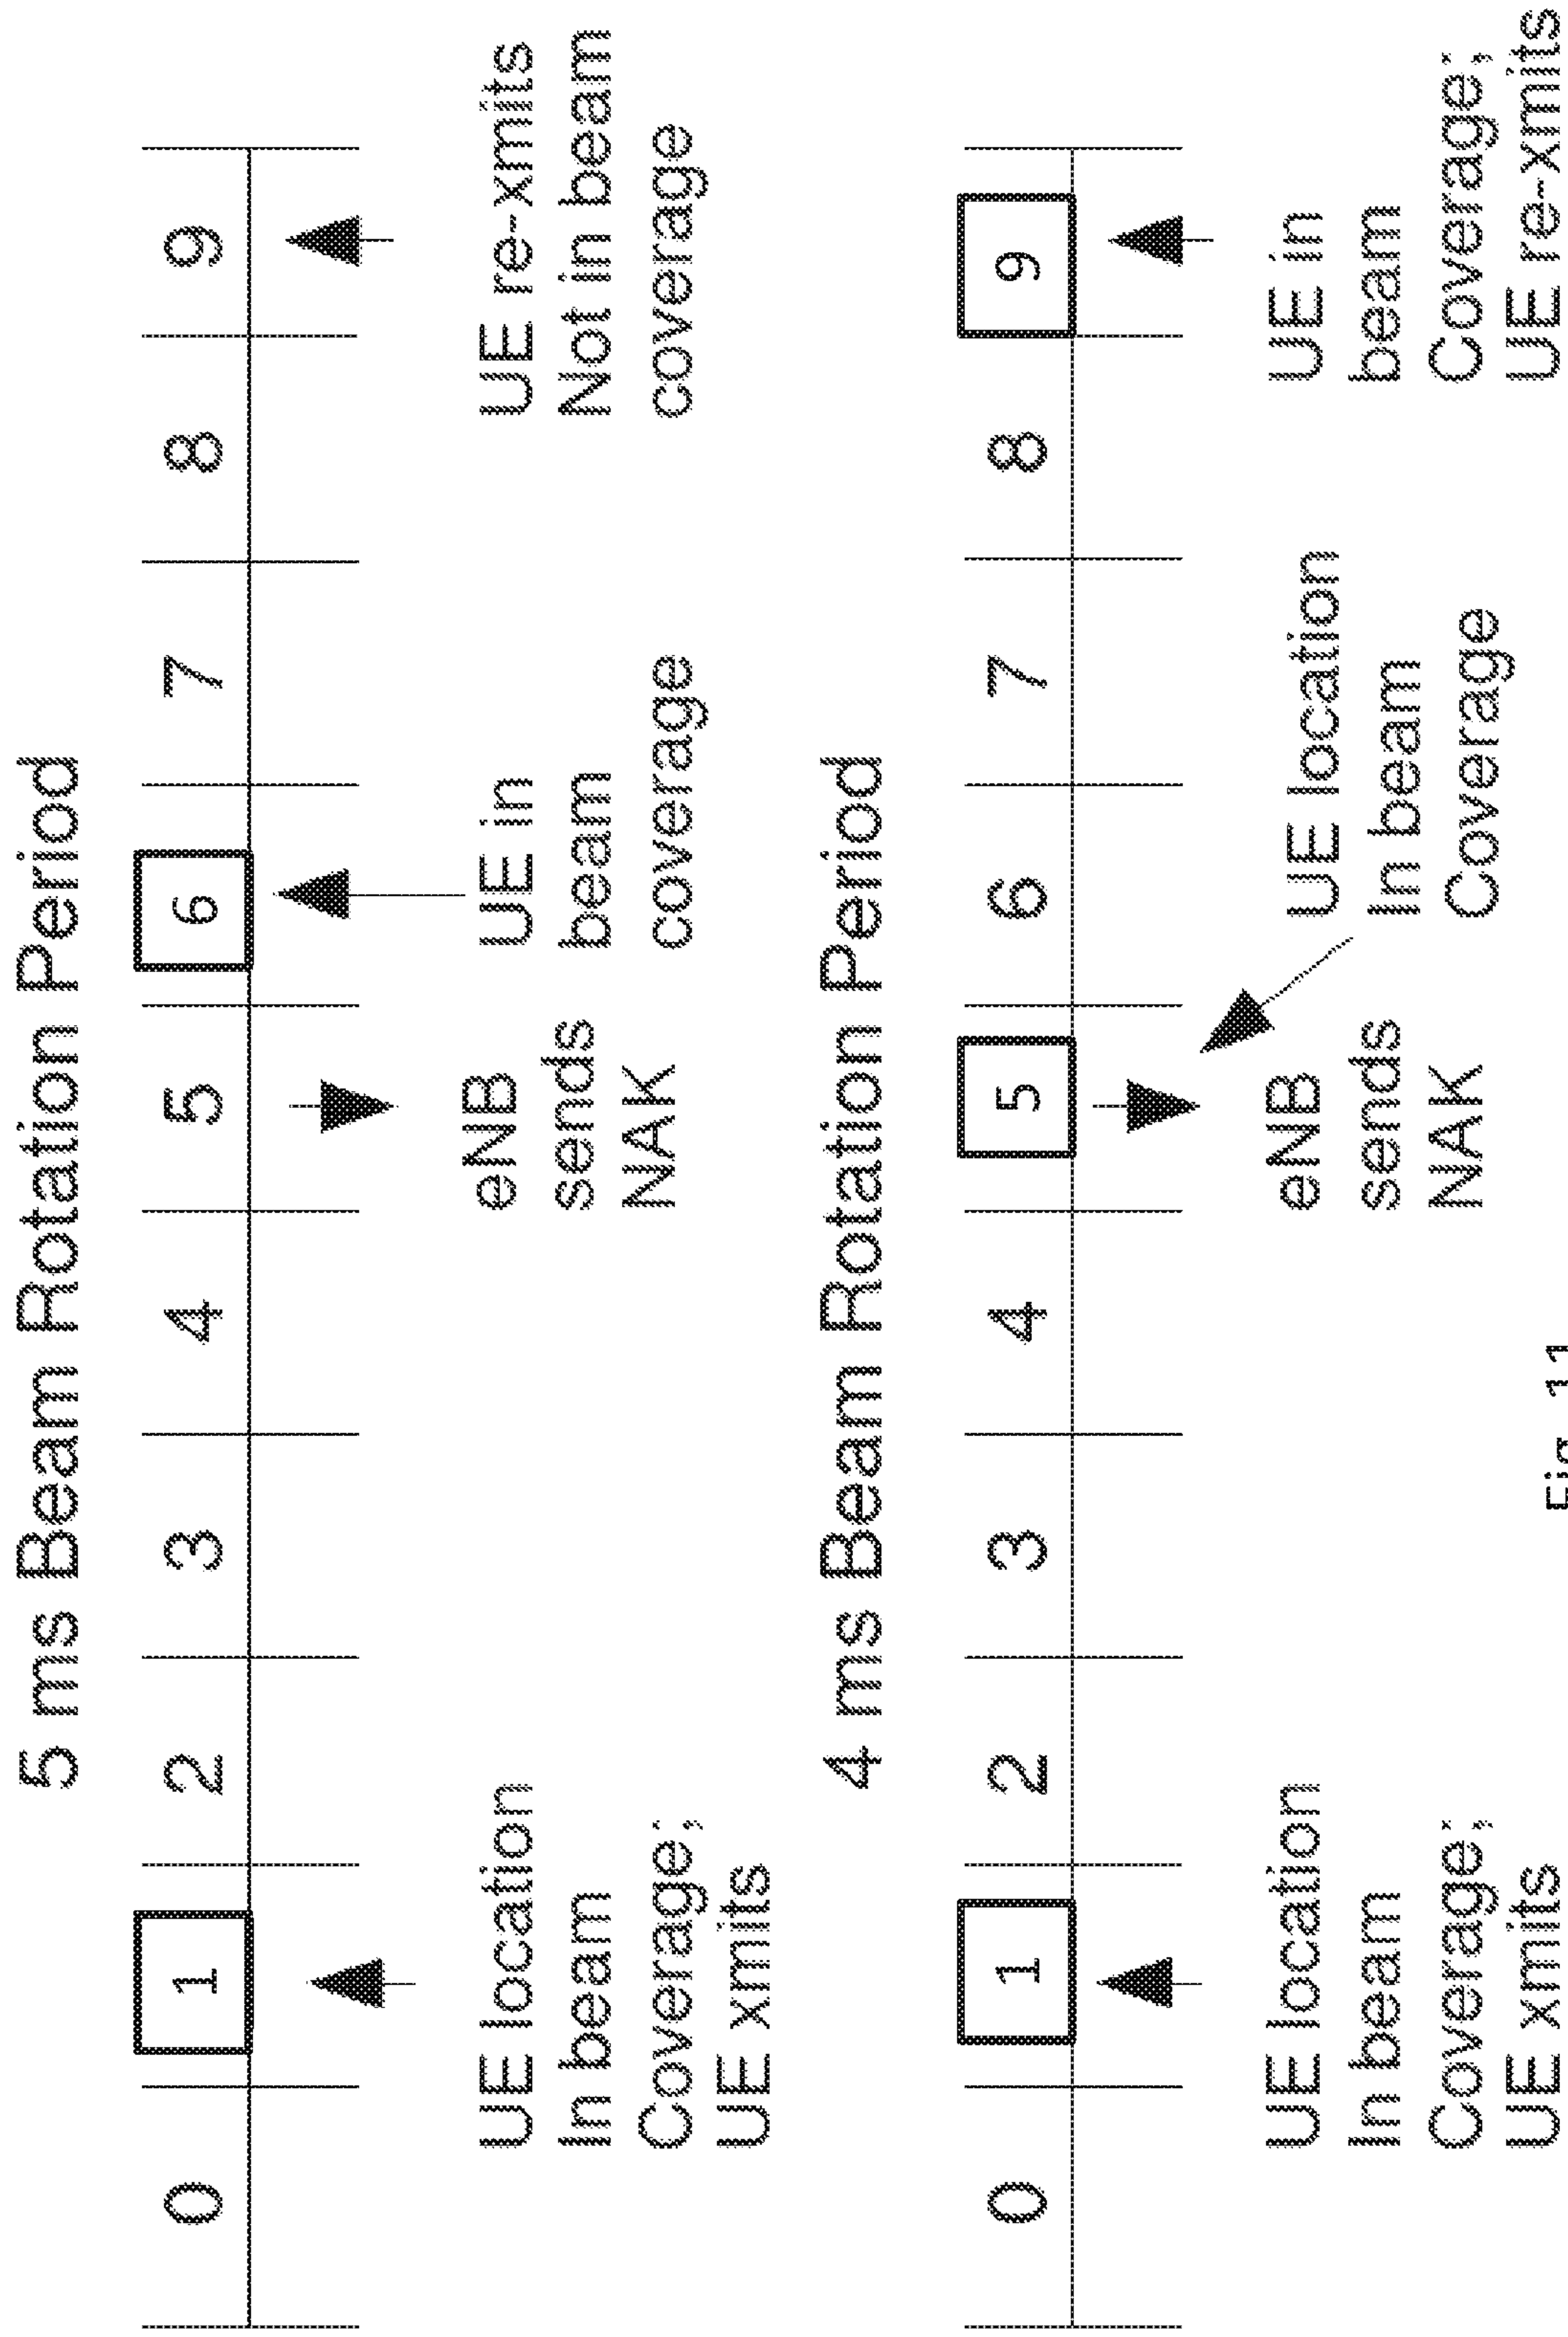 5 ms Beam Rotation Period
0 1 2 3 4 5 6 7 8 9
UE location
In beam
Coverage;
UE xmits
eNB
sends
NAK
UE in
beam
coverage
UE re-xmits
Not in beam
coverage
4 ms Beam Rotation Period
0 1 2 3 4 5 6 7 8 9
UE location
In beam
Coverage;
UE xmits
eNB
sends
NAK
UE location
In beam
Coverage
UE in
beam
Coverage;
UE re-xmits
Fig. 11